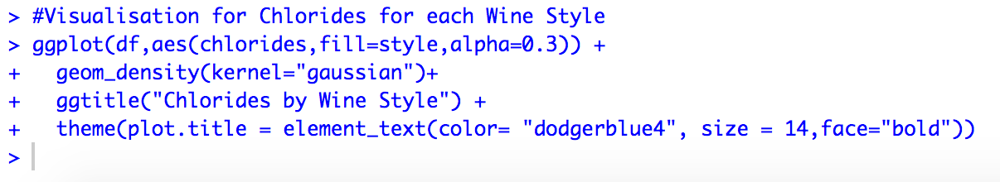 > #Visualisation for Chlorides for each Wine Style
> ggplot(df,aes(chlorides,fill=style,alpha=0.3)) +
+   geom_density(kernel="gaussian")+
+   ggtitle("Chlorides by Wine Style") +
+   theme(plot.title = element_text(color= "dodgerblue4", size = 14,face="bold"))
>